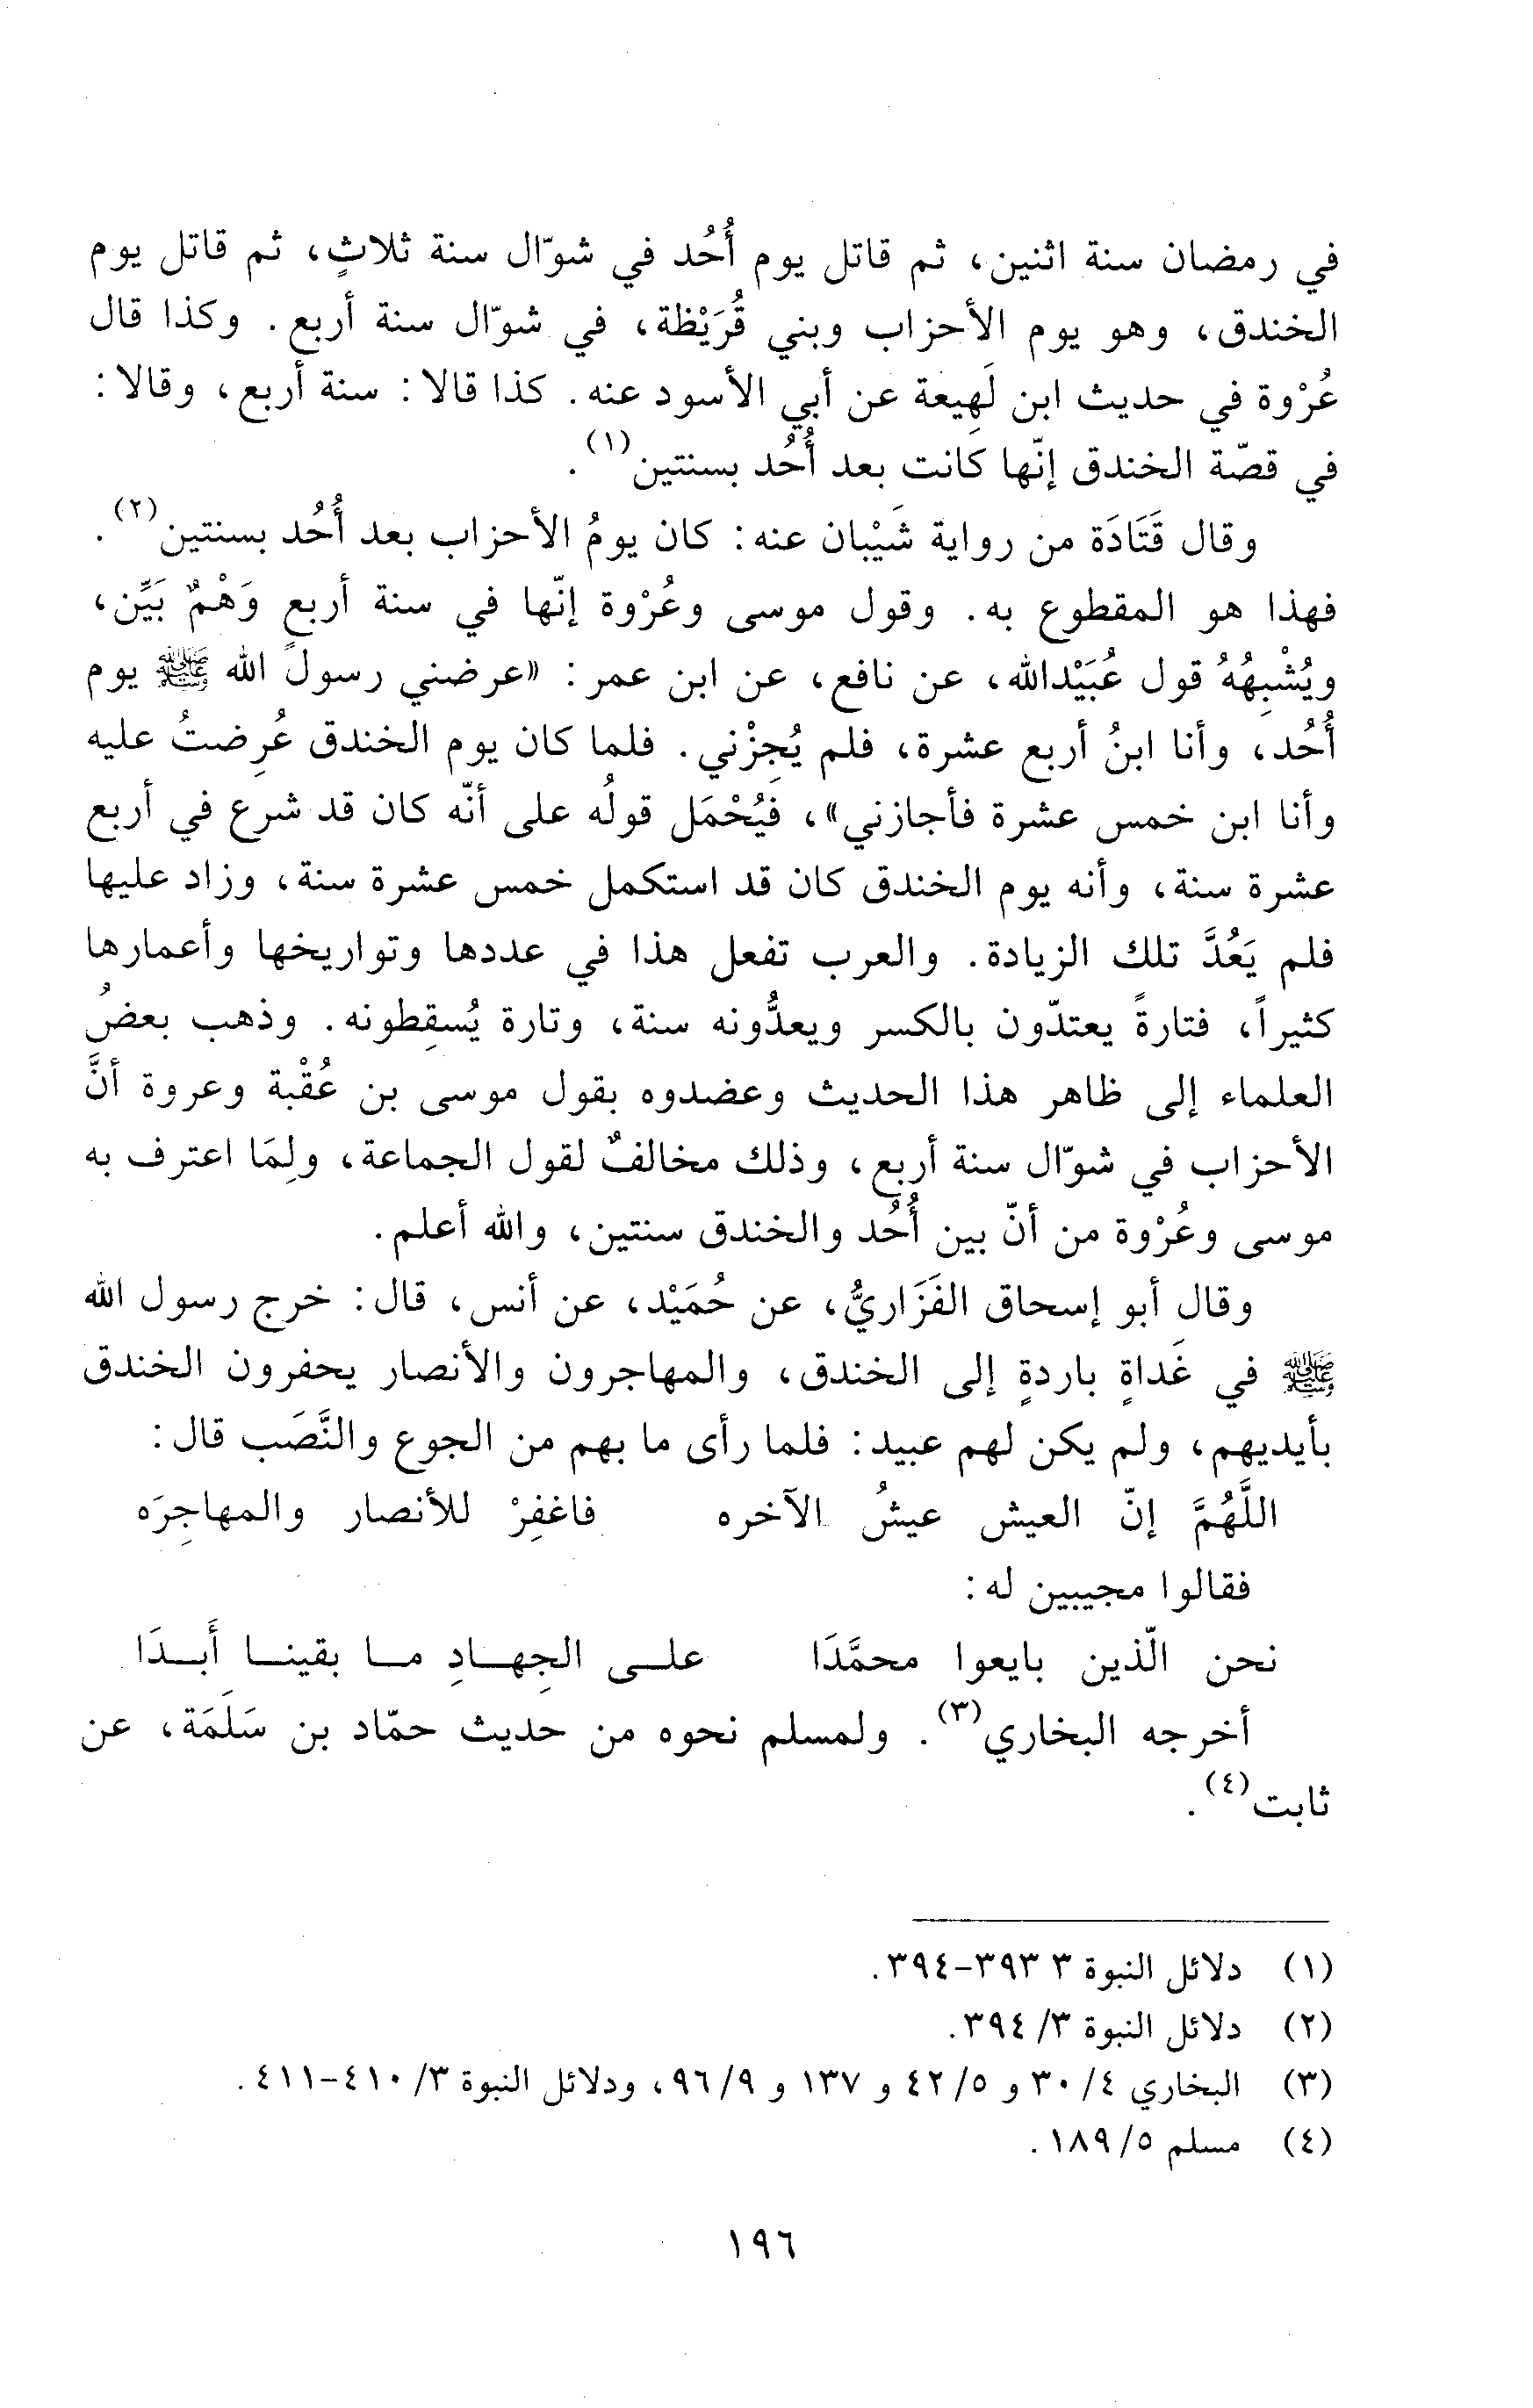 في رمضان سنة اثنين، ثم قاتل يوم أُحُد في شوّال سنة ثلاثٍ، ثم قاتل يوم
الخندق، وهو يوم الأحزاب وبني قُرَيْظة، في شوّال سنة أربع. وكذا قال
عُرْوة في حديث ابن لَهِيعة عن أبي الأسود عنه. كذا قالا: سنة أربع، وقالا:
في قصّة الخندق إنّها كانت بعد أُحُد بسنتين(١).
وقال قَتَادَة من رواية شَيْبان عنه: كان يومُ الأحزاب بعد أُحُد بسنتين(٢).
فهذا هو المقطوع به. وقول موسى وعُرْوة إنّها في سنة أربعٍ وَهْمٌ بَيِّن،
ويُشْبِهُهُ قول عُبَيْدالله، عن نافع، عن ابن عمر: «عرضني رسول الله ﷺ يوم
أُحُد، وأنا ابنُ أربع عشرة، فلم يُجِزْني. فلما كان يوم الخندق عُرِضتُ عليه
وأنا ابن خمس عشرة فأجازني»، فَيُحْمَل قولُه على أنّه كان قد شرع في أربع
عشرة سنة، وأنه يوم الخندق كان قد استكمل خمس عشرة سنة، وزاد عليها
فلم يَعُدَّ تلك الزيادة. والعرب تفعل هذا في عددها وتواريخها وأعمارها
كثيراً، فتارةً يعتدّون بالكسر ويعدُّونه سنة، وتارة يُسقِطونه. وذهب بعضُ
العلماء إلى ظاهر هذا الحديث وعضدوه بقول موسى بن عُقْبة وعروة أنَّ
الأحزاب في شوّال سنة أربع، وذلك مخالفٌ لقول الجماعة، ولِمَا اعترف به
موسى وعُرْوة من أنّ بين أُحُد والخندق سنتين، والله أعلم.
وقال أبو إسحاق الفَزَاريُّ، عن حُمَيْد، عن أنس، قال: خرج رسول الله
ﷺ في غَداةٍ باردةٍ إلى الخندق، والمهاجرون والأنصار يحفرون الخندق
بأيديهم، ولم يكن لهم عبيد: فلما رأى ما بهم من الجوع والنَّصَب قال:
اللَّهُمَّ إنّ العيش عيشُ الآخره فاغفِرْ للأنصار والمهاجِرَه
فقالوا مجيبين له:
نحن الّذين بايعوا محمَّدَا على الجِهادِ ما بقينا أَبدَا
أخرجه البخاري(٣). ولمسلم نحوه من حديث حمّاد بن سَلَمَة، عن
ثابت(٤).
(١) دلائل النبوة ٣ ٣٩٣-٣٩٤.
(٢) دلائل النبوة ٣/ ٣٩٤.
(٣) البخاري ٤/ ٣٠ و ٥/ ٤٢ و ١٣٧ و ٩/ ٩٦، ودلائل النبوة ٣/ ٤١٠-٤١١.
(٤) مسلم ٥/ ١٨٩.
١٩٦